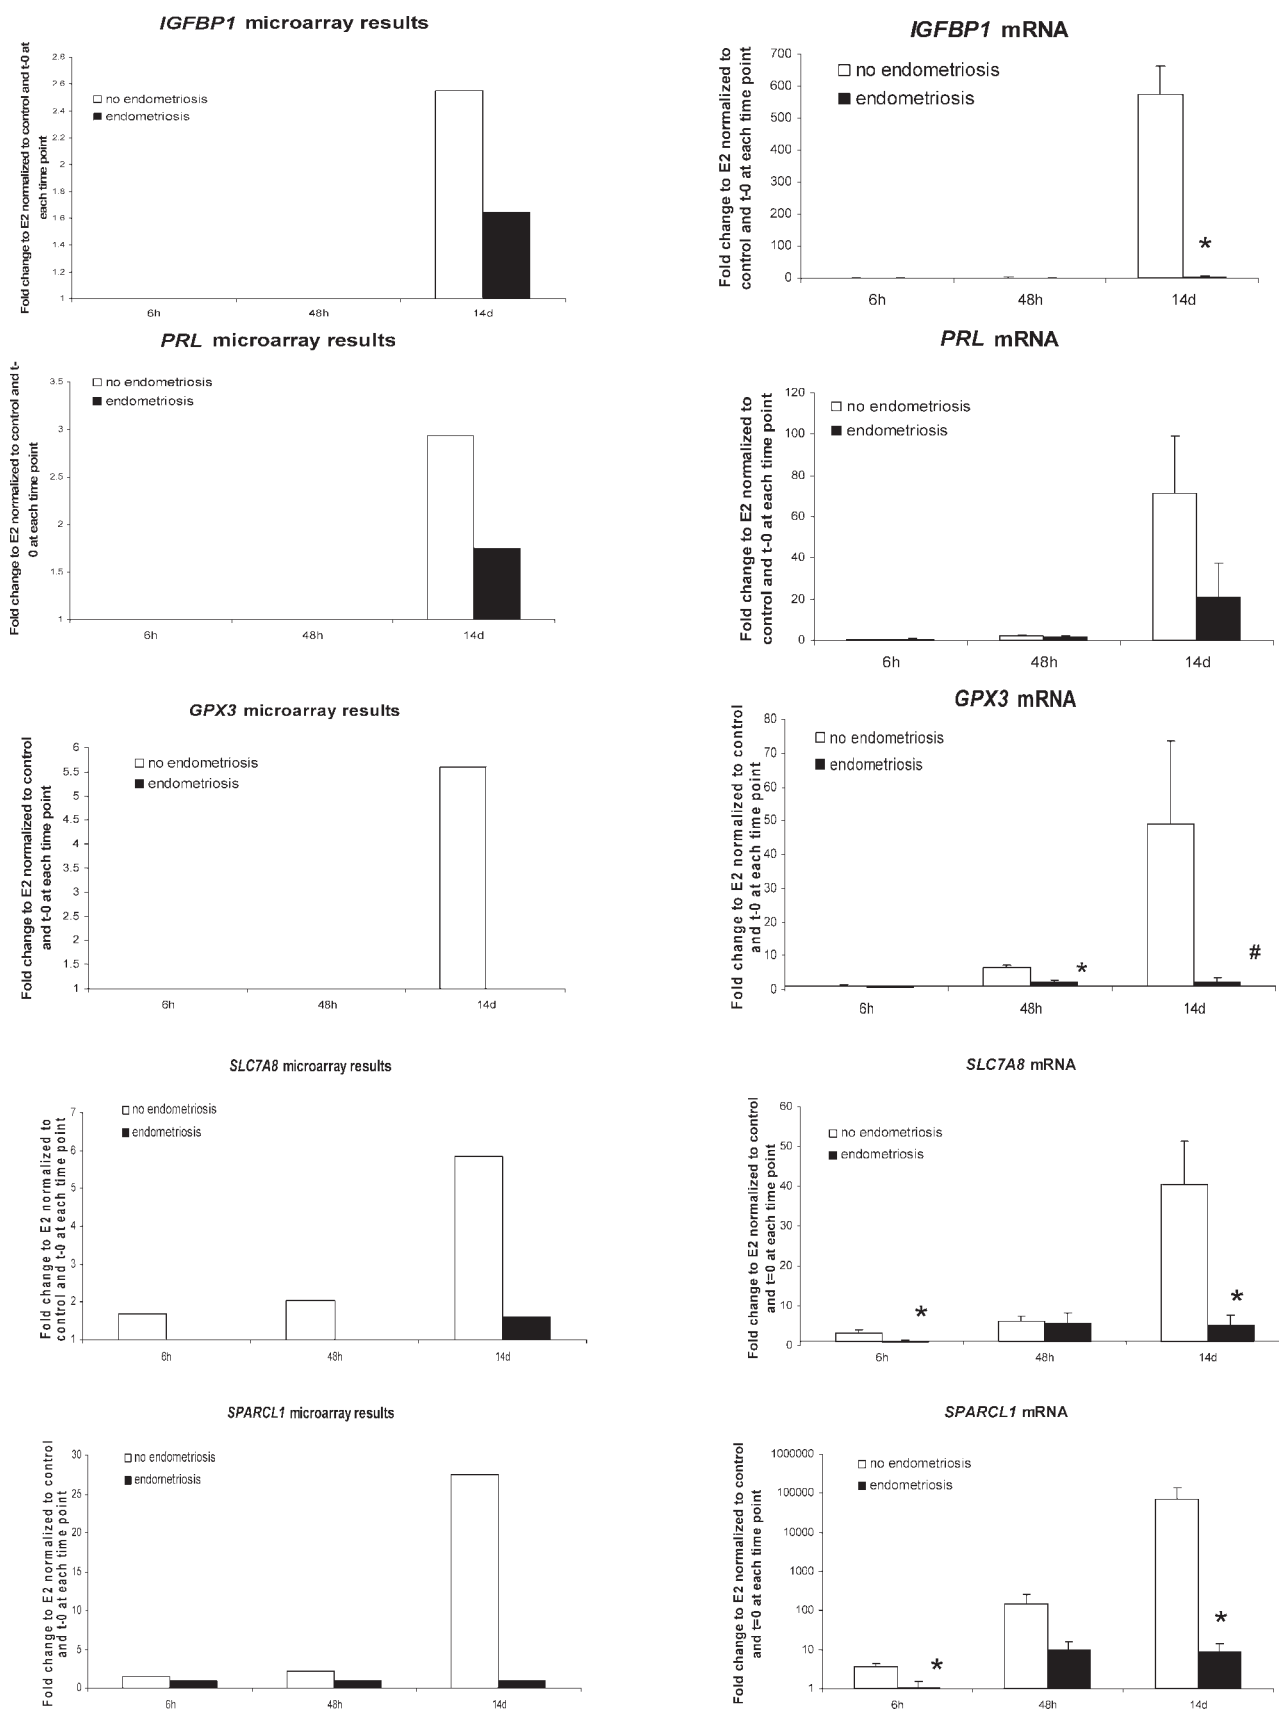 IGFBP1 microarray results
Fold change to E2 normalized to control and t-0 at
each time point
2.6
2.6
2.4
2.2
2
1.8
1.6
1.4
1.2
1
no endometriosis
endometriosis
6h
48h
14d
IGFBP1 mRNA
Fold change to E2 normalized to
control and t-0 at each time point
700
600
500
400
300
200
100
0
no endometriosis
endometriosis
*
6h
48h
14d
PRL microarray results
Fold change to E2 normalized to control and t-
0 at each time point
3.5
3
2.5
2
1.5
1
no endometriosis
endometriosis
6h
48h
14d
PRL mRNA
Fold change to E2 normalized to
control and t-0 at each time point
120
100
80
60
40
20
0
no endometriosis
endometriosis
6h
48h
14d
GPX3 microarray results
Fold change to E2 normalized to control
and t-0 at each time point
6
5.5
5
4.5
4
3.5
3
2.5
2
1.5
1
no endometriosis
endometriosis
6h
48h
14d
GPX3 mRNA
Fold change to E2 normalized to control
and t-0 at each time point
80
70
60
50
40
30
20
10
0
no endometriosis
endometriosis
*
#
6h
48h
14d
SLC7A8 microarray results
Fold change to E2 normalized to
control and t-0 at each time point
7
6
5
4
3
2
1
no endometriosis
endometriosis
6h
48h
14d
SLC7A8 mRNA
Fold change to E2 normalized to control
and t=0 at each time point
60
50
40
30
20
10
0
no endometriosis
endometriosis
*
*
6h
48h
14d
SPARCL1 microarray results
Fold change to E2 normalized to control
and t-0 at each time point
30
25
20
15
10
5
0
no endometriosis
endometriosis
6h
48h
14d
SPARCL1 mRNA
Fold change to E2 normalized to control
and t=0 at each time point
1000000
100000
10000
1000
100
10
1
no endometriosis
endometriosis
*
*
6h
48h
14d